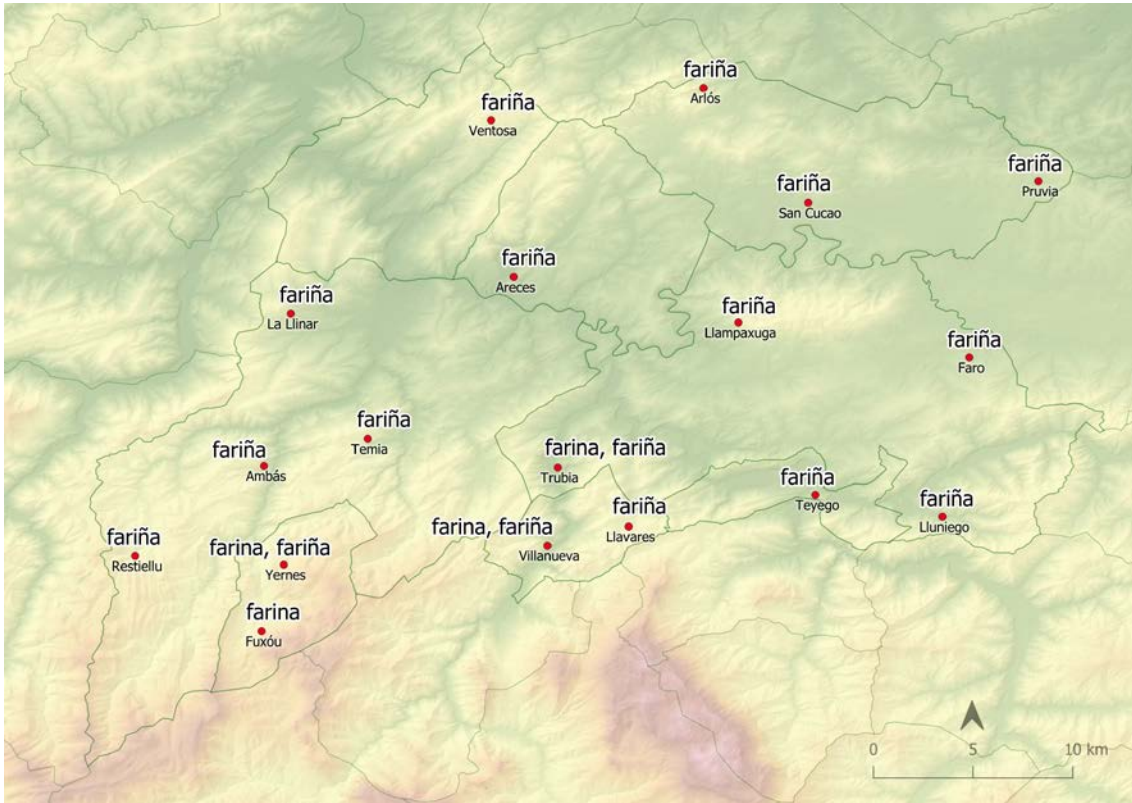 fariña
Arlós
fariña
Ventosa
fariña
Pruvia
fariña
San Cucao
fariña
Areces
fariña
La Llinar
fariña
Llampaxuga
fariña
Faro
fariña
Temia
fariña
Ambás
farina, fariña
Trubia
fariña
Teyego
fariña
Lluniego
fariña
Llavares
farina, fariña
Villanueva
fariña
Restiellu
farina, fariña
Yernes
farina
Fuxóu
0 5 10 km